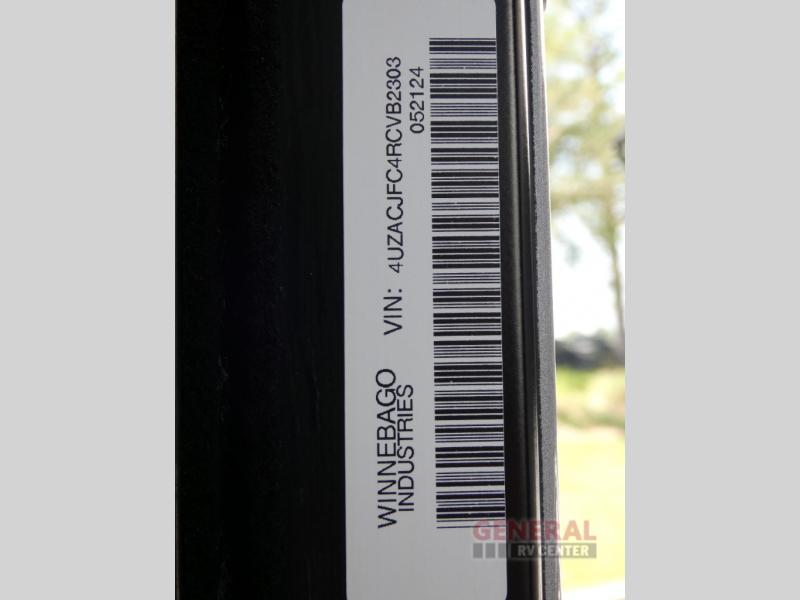 WINNEBAGO VIN: 4UZACJFC4RCVB2303
INDUSTRIES 052124
GENERAL
RV CENTER